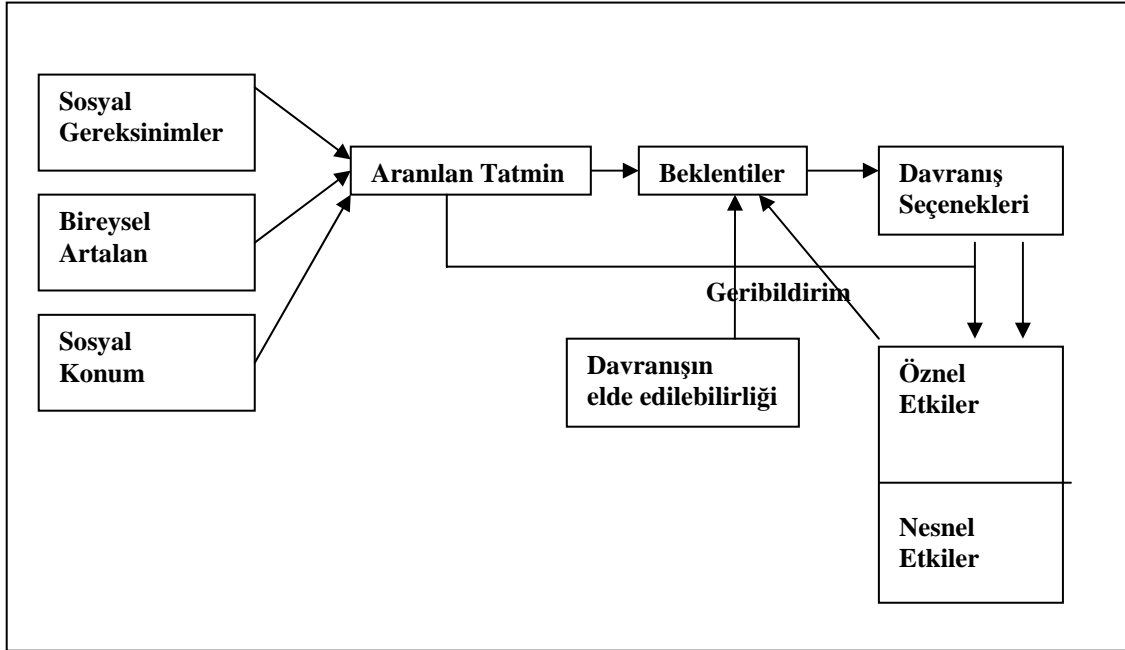 Sosyal
Gereksinimler
Bireysel
Artalan
Sosyal
Konum
Aranılan Tatmin
Beklentiler
Davranış
Seçenekleri
Geribildirim
Davranışın
elde edilebilirliği
Öznel
Etkiler
Nesnel
Etkiler